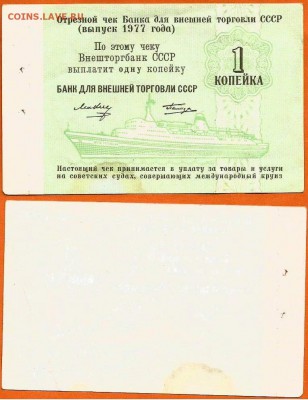 COINS.LAVE.RU
Отрезной чек Банка для внешней торговли СССР
(выпуск 1977 года)
По этому чеку
Внешторгбанк СССР
выплатит одну копейку
1
КОПЕЙКА
БАНК ДЛЯ ВНЕШНЕЙ ТОРГОВЛИ СССР
Настоящий чек принимается в уплату за товары и услуги
на советских судах, совершающих международный круиз